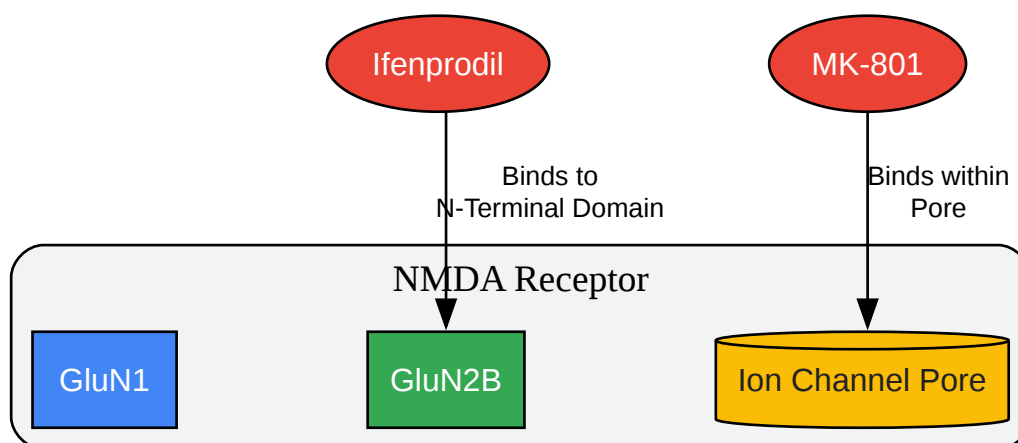 Ifenprodil
MK-801
Binds to
N-Terminal Domain
Binds within
Pore
NMDA Receptor
GluN1
GluN2B
Ion Channel Pore